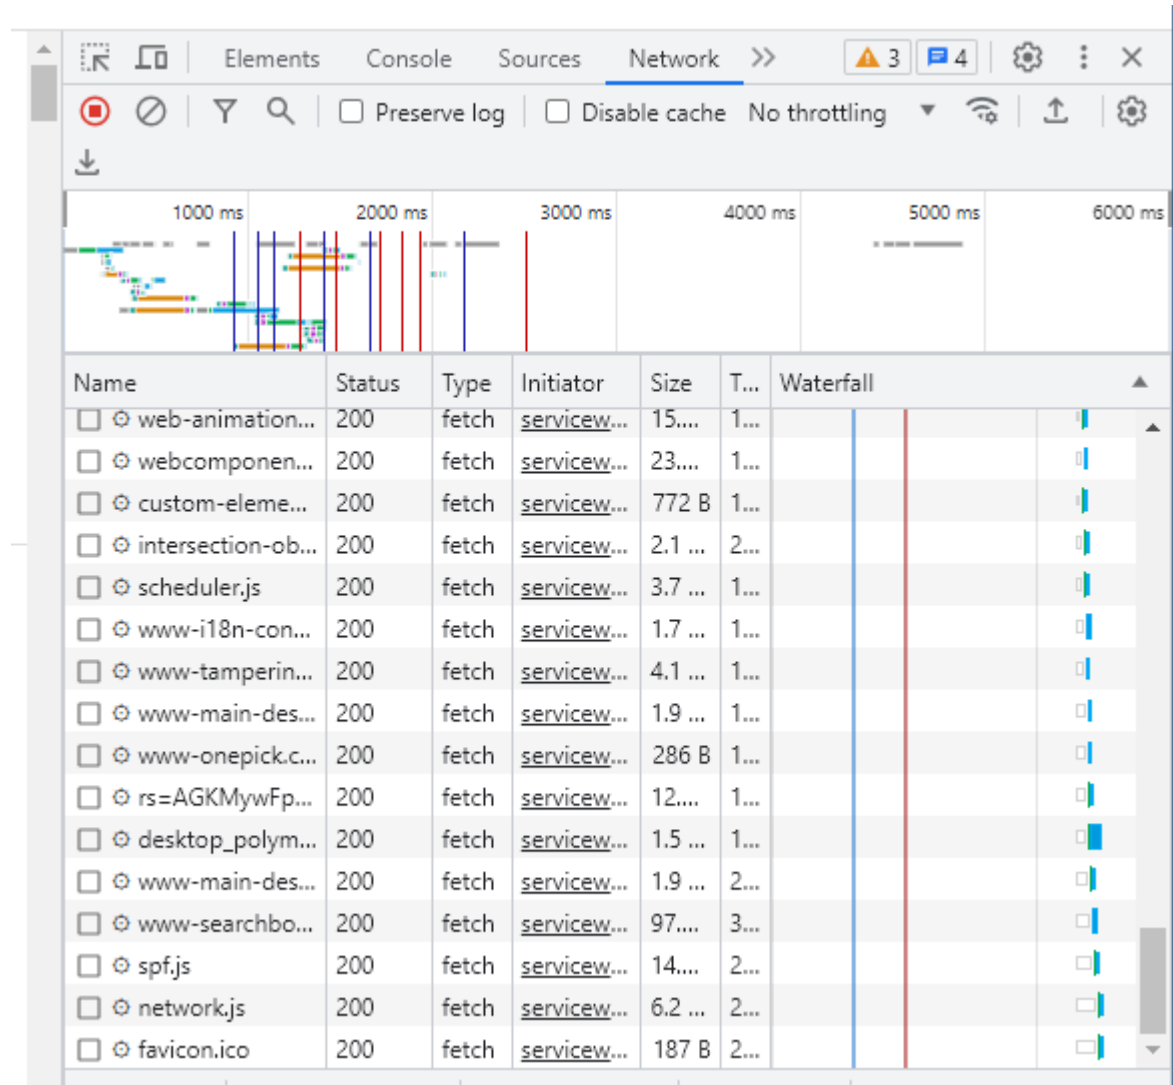 Elements Console Sources Network 3 4
Preserve log Disable cache No throttling
1000 ms 2000 ms 3000 ms 4000 ms 5000 ms 6000 ms
Name Status Type Initiator Size T... Waterfall
web-animation... 200 fetch servicew... 15.... 1...
webcomponen... 200 fetch servicew... 23.... 1...
custom-eleme... 200 fetch servicew... 772 B 1...
intersection-ob... 200 fetch servicew... 2.1 ... 2...
scheduler.js 200 fetch servicew... 3.7 ... 1...
www-i18n-con... 200 fetch servicew... 1.7 ... 1...
www-tamperin... 200 fetch servicew... 4.1 ... 1...
www-main-des... 200 fetch servicew... 1.9 ... 1...
www-onepick.c... 200 fetch servicew... 286 B 1...
rs=AGKMywFp... 200 fetch servicew... 12.... 1...
desktop_polym... 200 fetch servicew... 1.5 ... 1...
www-main-des... 200 fetch servicew... 1.9 ... 2...
www-searchbo... 200 fetch servicew... 97.... 3...
spf.js 200 fetch servicew... 14.... 2...
network.js 200 fetch servicew... 6.2 ... 2...
favicon.ico 200 fetch servicew... 187 B 2...